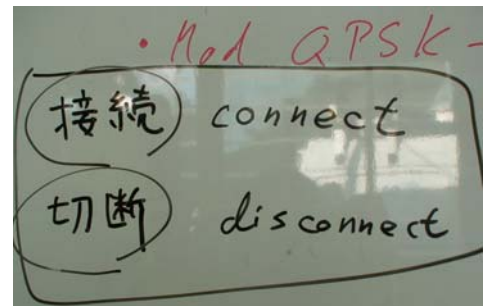 • Mod QPSK -
接続 connect
切断 disconnect